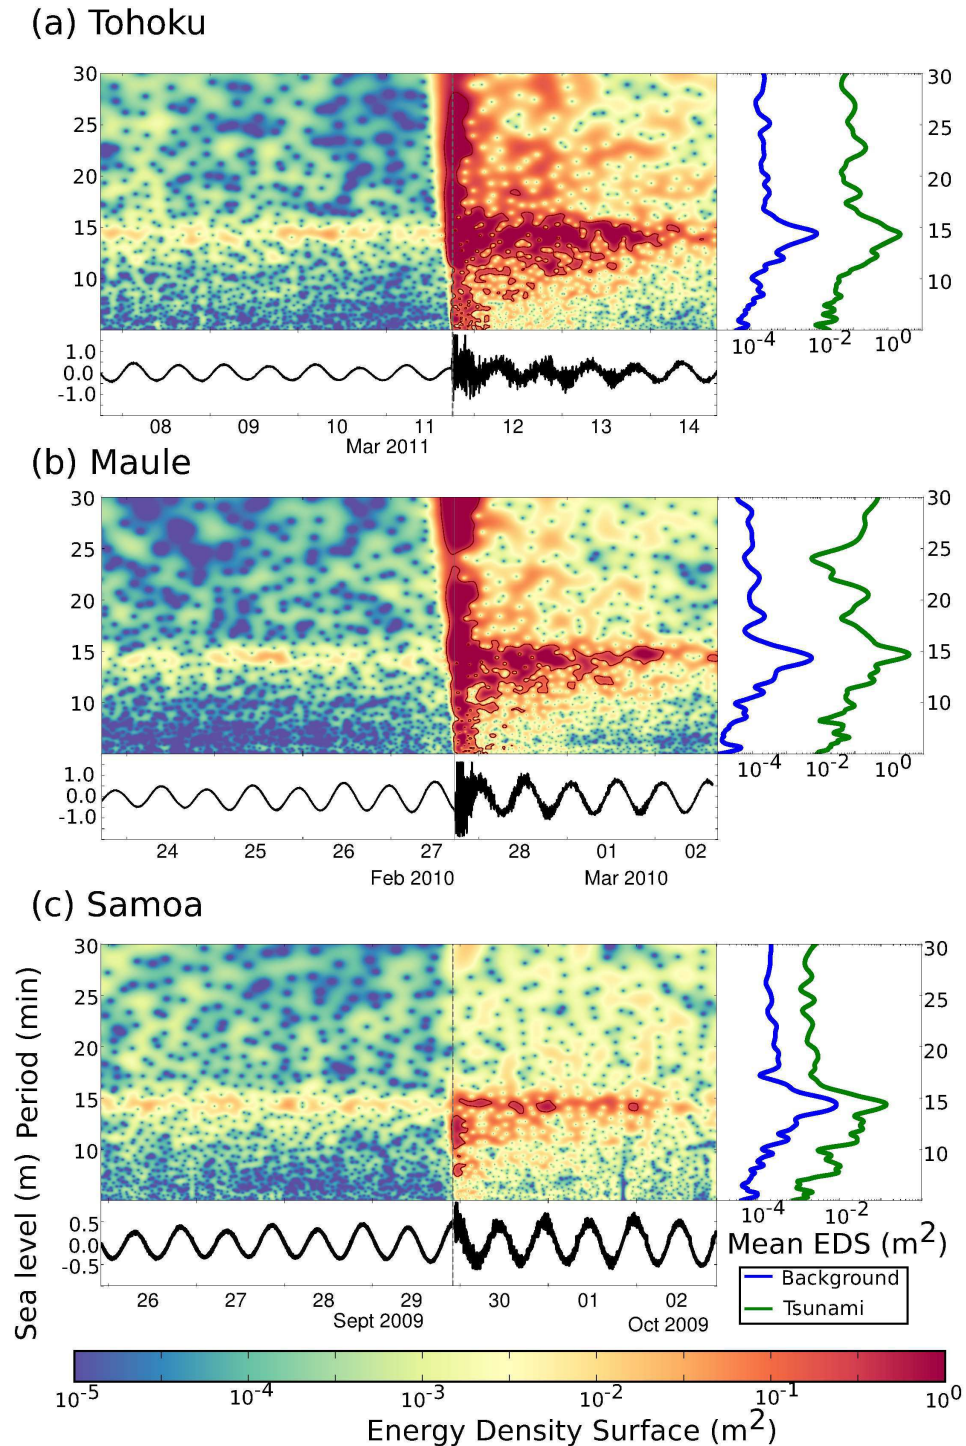 (a) Tohoku
30 30
25 25
20 20
15 15
10 10
10^-4 10^-2 10^0
1.0
0.0
-1.0
08 09 10 11 12 13 14
Mar 2011
(b) Maule
30 30
25 25
20 20
15 15
10 10
10^-4 10^-2 10^0
1.0
0.0
-1.0
24 25 26 27 28 01 02
Feb 2010 Mar 2010
(c) Samoa
30 30
25 25
20 20
15 15
10 10
10^-4 10^-2
Sea level (m) Period (min)
0.5
0.0
-0.5
Mean EDS (m^2)
Background
Tsunami
26 27 28 29 30 01 02
Sept 2009 Oct 2009
10^-5 10^-4 10^-3 10^-2 10^-1 10^0
Energy Density Surface (m^2)